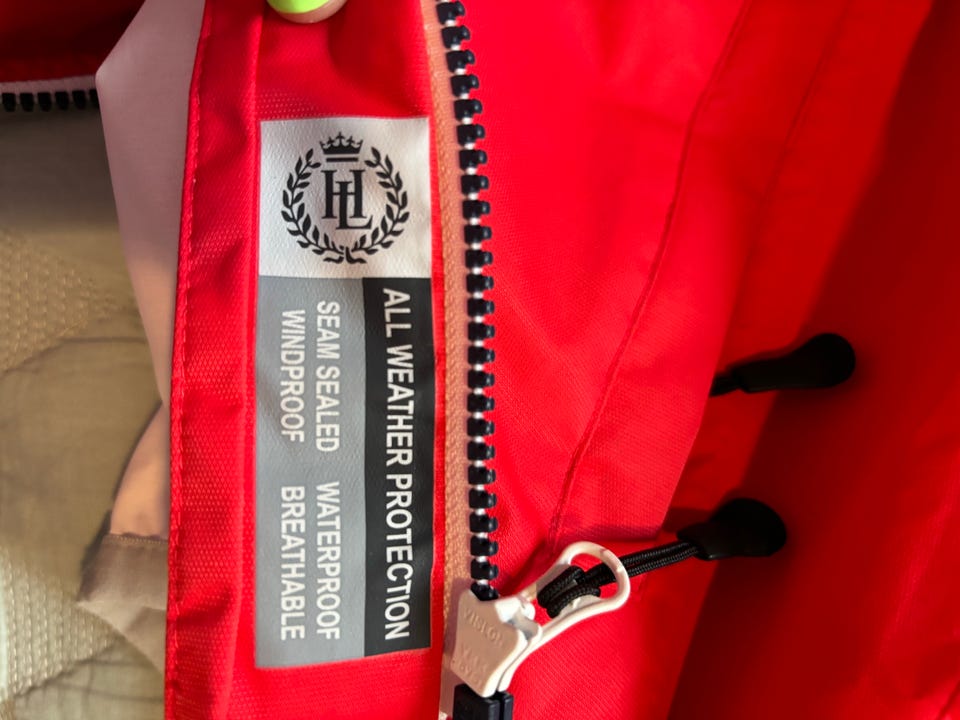 HL
ALL WEATHER PROTECTION
SEAM SEALED WATERPROOF
WINDPROOF BREATHABLE